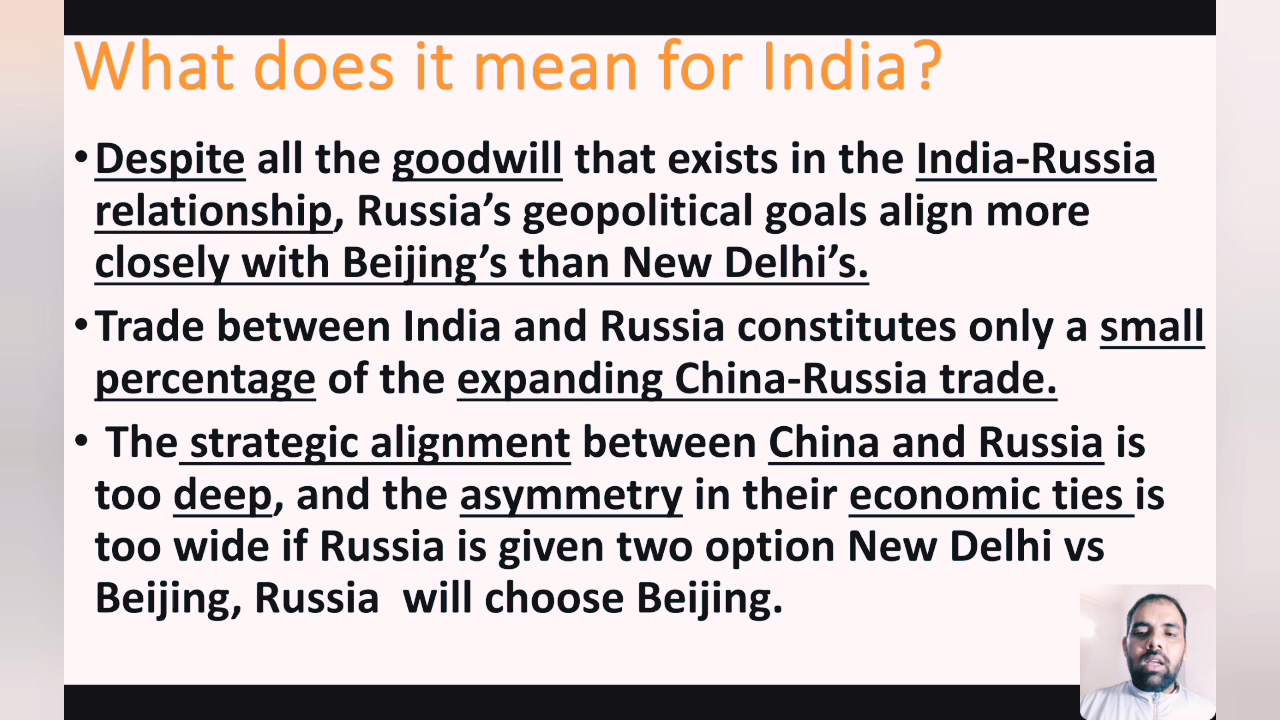 What does it mean for India?
•Despite all the goodwill that exists in the India-Russia
relationship, Russia’s geopolitical goals align more
closely with Beijing’s than New Delhi’s.
•Trade between India and Russia constitutes only a small
percentage of the expanding China-Russia trade.
• The strategic alignment between China and Russia is
too deep, and the asymmetry in their economic ties is
too wide if Russia is given two option New Delhi vs
Beijing, Russia  will choose Beijing.